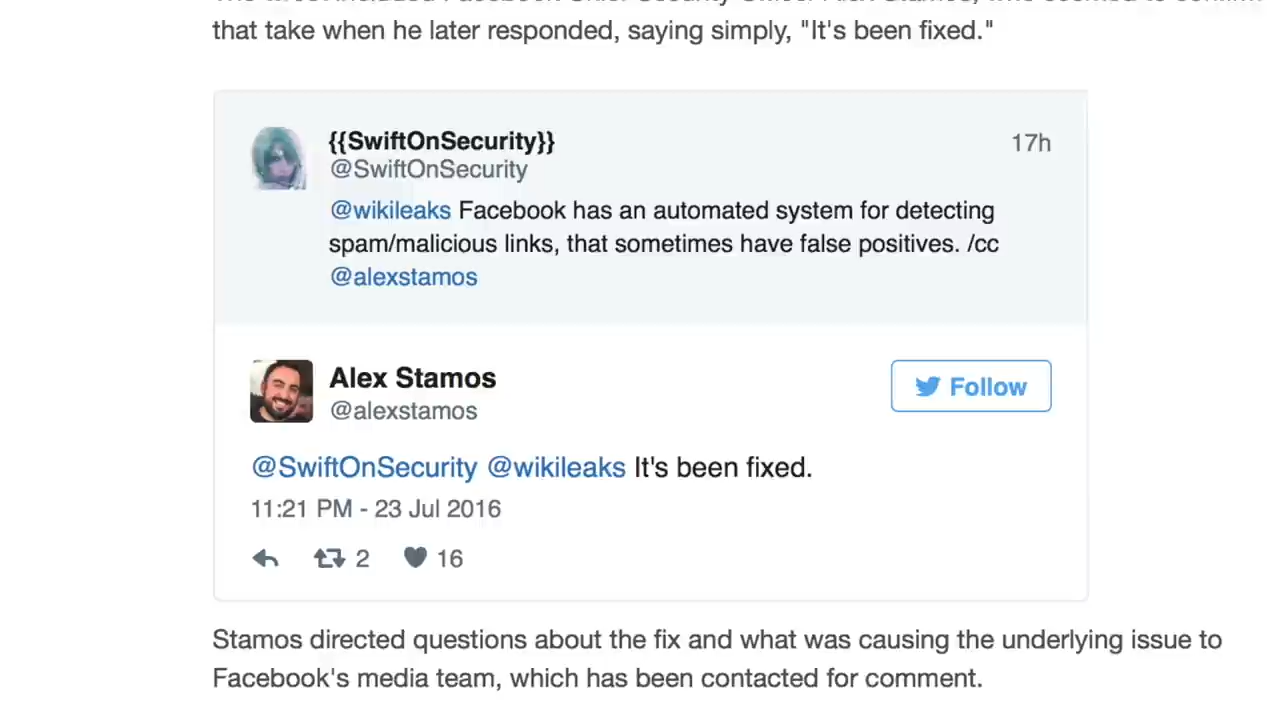 that take when he later responded, saying simply, "It's been fixed."
{{SwiftOnSecurity}}
17h
@SwiftOnSecurity
@wikileaks Facebook has an automated system for detecting
spam/malicious links, that sometimes have false positives. /cc
@alexstamos
Alex Stamos
Follow
@alexstamos
@SwiftOnSecurity @wikileaks It's been fixed.
11:21 PM - 23 Jul 2016
2
16
Stamos directed questions about the fix and what was causing the underlying issue to
Facebook's media team, which has been contacted for comment.